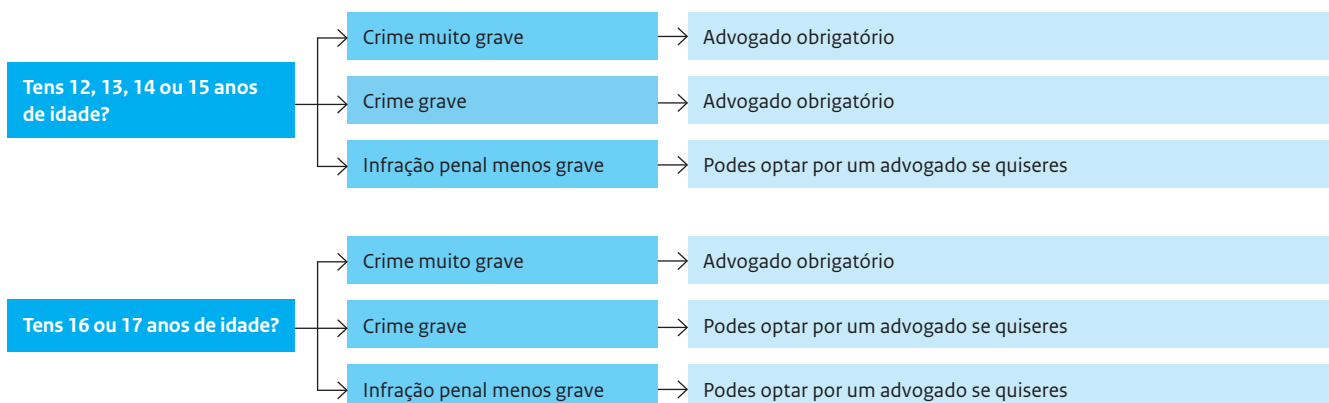 Tens 12, 13, 14 ou 15 anos
de idade?
Crime muito grave
Advogado obrigatório
Crime grave
Advogado obrigatório
Infração penal menos grave
Podes optar por um advogado se quiseres
Tens 16 ou 17 anos de idade?
Crime muito grave
Advogado obrigatório
Crime grave
Podes optar por um advogado se quiseres
Infração penal menos grave
Podes optar por um advogado se quiseres